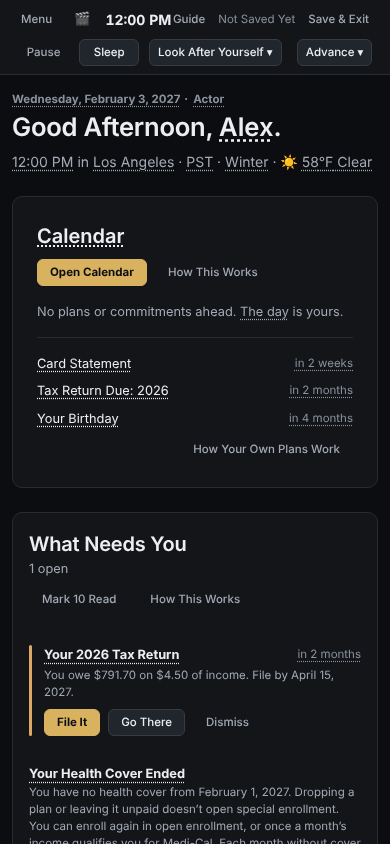 Menu 🎬 12:00 PM Guide Not Saved Yet Save & Exit
Pause Sleep Look After Yourself ▾ Advance ▾
Wednesday, February 3, 2027 · Actor
Good Afternoon, Alex.
12:00 PM in Los Angeles · PST · Winter · ☀️ 58°F Clear
Calendar
Open Calendar How This Works
No plans or commitments ahead. The day is yours.
Card Statement in 2 weeks
Tax Return Due: 2026 in 2 months
Your Birthday in 4 months
How Your Own Plans Work
What Needs You
1 open
Mark 10 Read How This Works
Your 2026 Tax Return in 2 months
You owe $791.70 on $4.50 of income. File by April 15,
2027.
File It Go There Dismiss
Your Health Cover Ended
You have no health cover from February 1, 2027. Dropping a
plan or leaving it unpaid doesn’t open special enrollment.
You can enroll again in open enrollment, or once a month’s
income qualifies you for Medi-Cal. Each month without cover